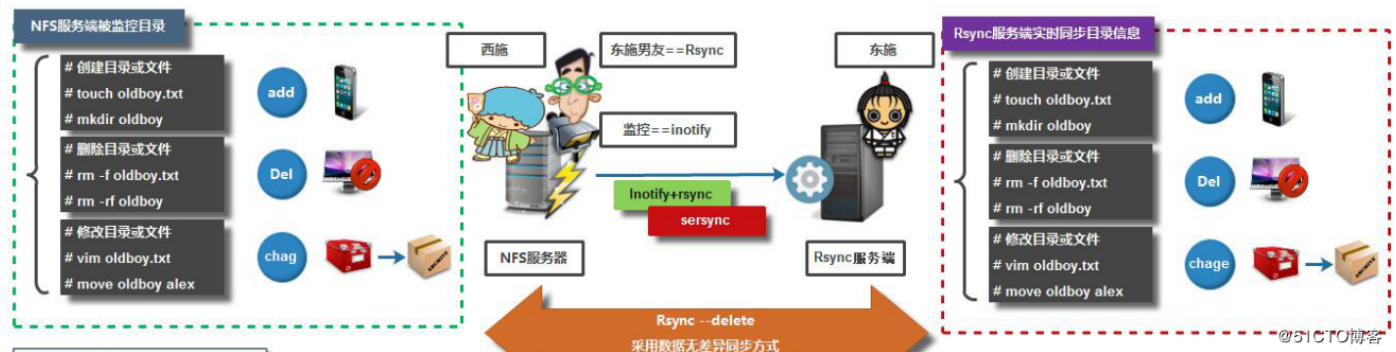 NFS服务端被监控目录
# 创建目录或文件
# touch oldboy.txt
# mkdir oldboy
add
# 删除目录或文件
# rm -f oldboy.txt
# rm -rf oldboy
Del
# 修改目录或文件
# vim oldboy.txt
# move oldboy alex
chag
ARCHIVE
西施
东施男友==Rsync
监控==inotify
东施
Inotify+rsync
sersync
NFS服务器
Rsync服务端
Rsync --delete
采用数据无差异同步方式
Rsync服务端实时同步目录信息
# 创建目录或文件
# touch oldboy.txt
# mkdir oldboy
add
# 删除目录或文件
# rm -f oldboy.txt
# rm -rf oldboy
Del
# 修改目录或文件
# vim oldboy.txt
# move oldboy alex
chage
ARCHIVE
@51CTO博客